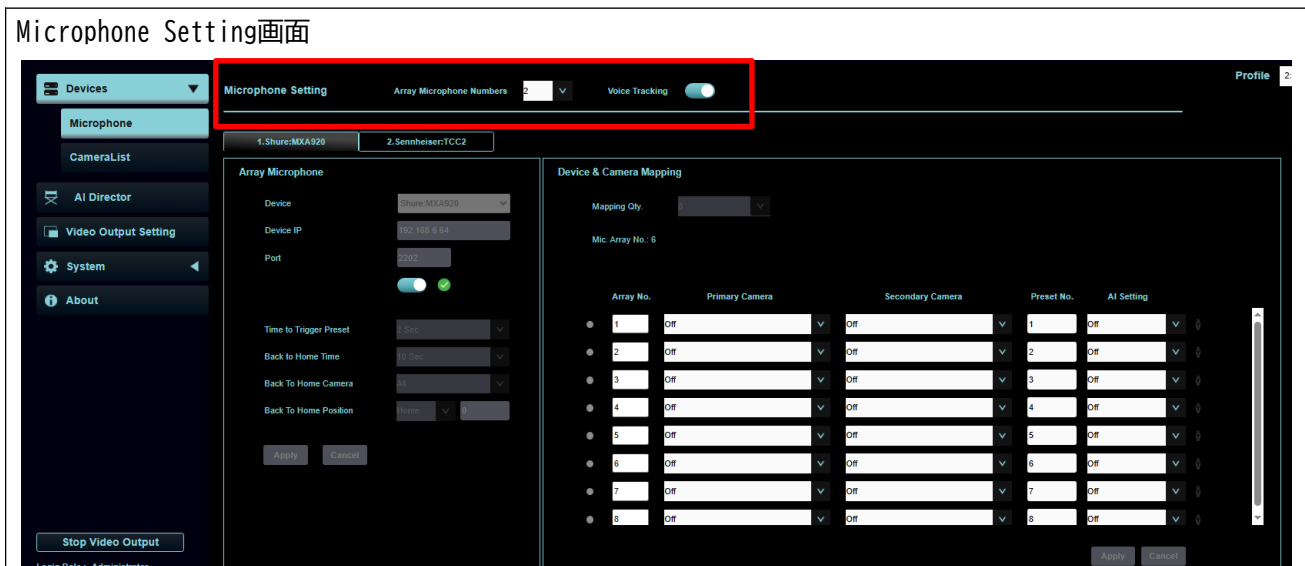 Microphone Setting画面
Profile 2:
Devices
Microphone
CameraList
AI Director
Video Output Setting
System
About
Stop Video Output
Microphone Setting Array Microphone Numbers 2 Voice Tracking
1.Shure:MXA920 2.Sennheiser:TCC2
Array Microphone
Device Shure:MXA920
Device IP 192.168.6.64
Port 2202
Time to Trigger Preset 2 Sec
Back to Home Time 10 Sec
Back To Home Camera All
Back To Home Position Home 0
Apply Cancel
Device & Camera Mapping
Mapping Qty. 8
Mic. Array No.: 6
Array No. Primary Camera Secondary Camera Preset No. AI Setting
1 Off Off 1 Off
2 Off Off 2 Off
3 Off Off 3 Off
4 Off Off 4 Off
5 Off Off 5 Off
6 Off Off 6 Off
7 Off Off 7 Off
8 Off Off 8 Off
Apply Cancel